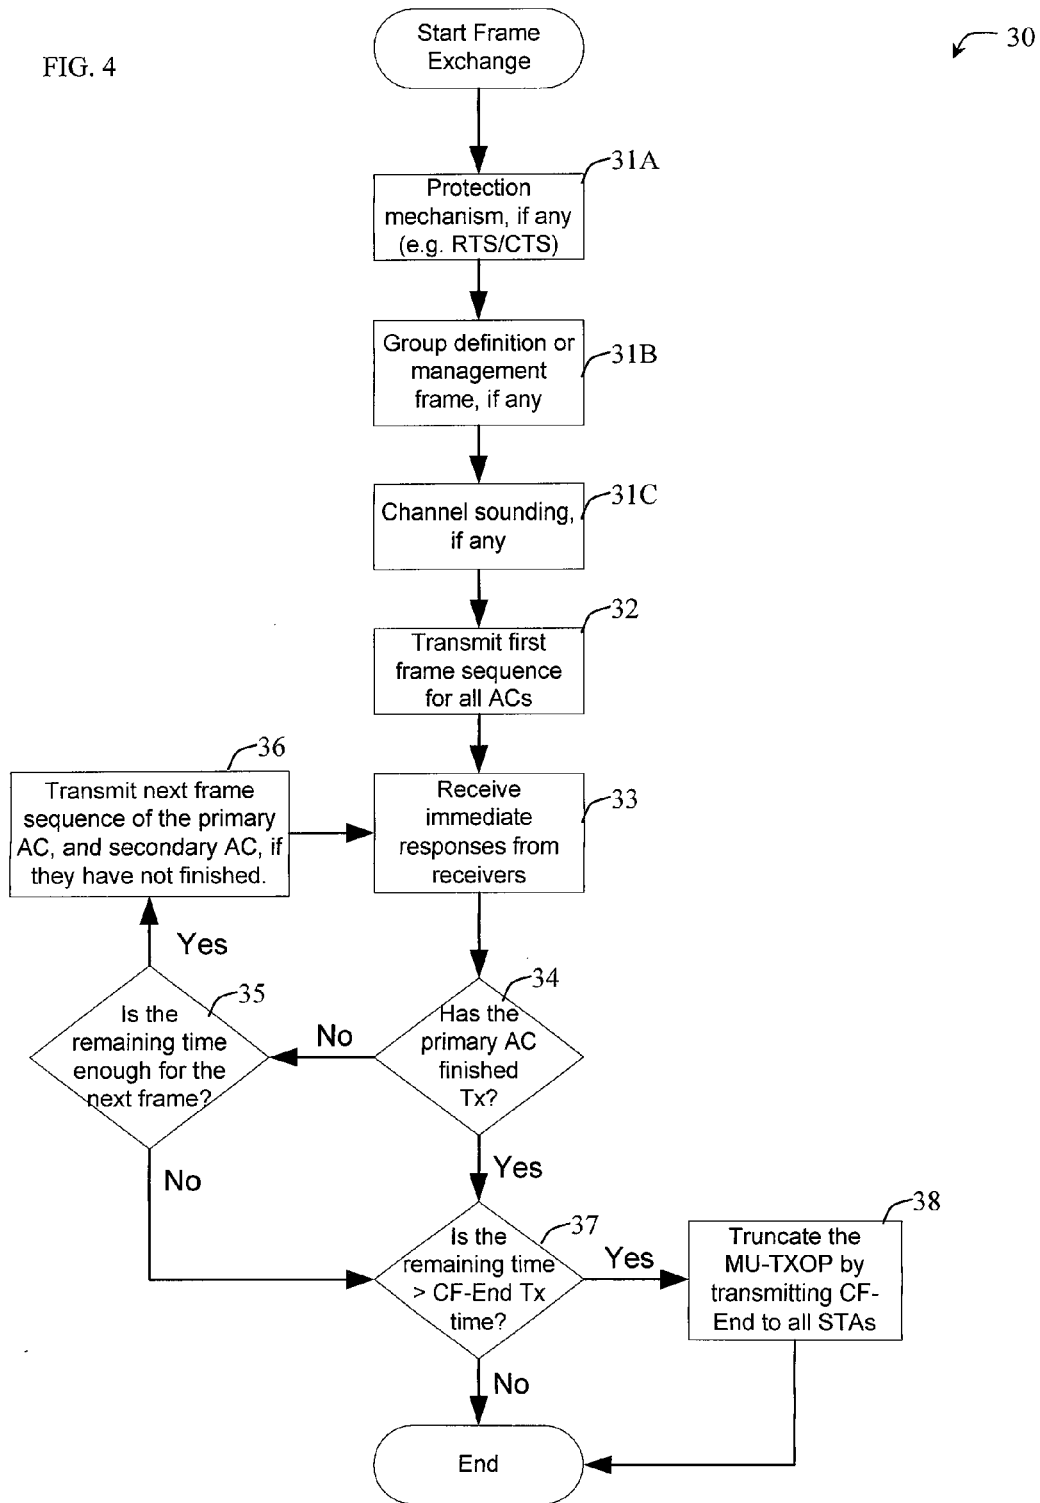 Start Frame
Exchange
30
FIG. 4
31A
Protection
mechanism, if any
(e.g. RTS/CTS)
31B
Group definition or
management
frame, if any
31C
Channel sounding,
if any
32
Transmit first
frame sequence
for all ACs
36
Transmit next frame
sequence of the primary
AC, and secondary AC, if
they have not finished.
33
Receive
immediate
responses from
receivers
Yes
35
Is the
remaining time
enough for the
next frame?
No
34
Has the
primary AC
finished
Tx?
No
Yes
37
Is the
remaining time
> CF-End Tx
time?
Yes
38
Truncate the
MU-TXOP by
transmitting CF-
End to all STAs
No
End